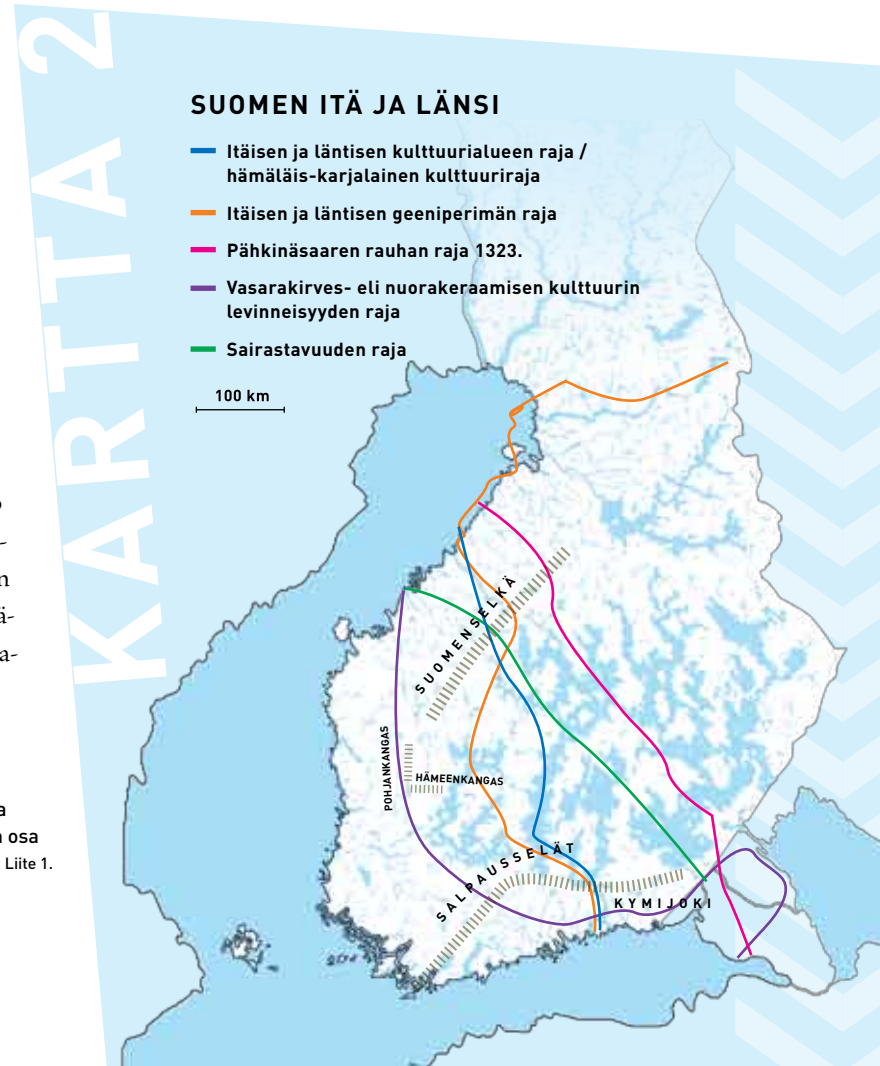 KARTTA 2
SUOMEN ITÄ JA LÄNSI
Itäisen ja läntisen kulttuurialueen raja /
hämäläis-karjalainen kulttuuriraja
Itäisen ja läntisen geeniperimän raja
Pähkinäsaaren rauhan raja 1323.
Vasarakirves- eli nuorakeraamisen kulttuurin
levinneisyyden raja
Sairastavuuden raja
100 km
SUOMENSELKÄ
POHJANKANGAS
HÄMEENKANGAS
SALPAUSSELÄT
KYMIJOKI
osa
Liite 1.